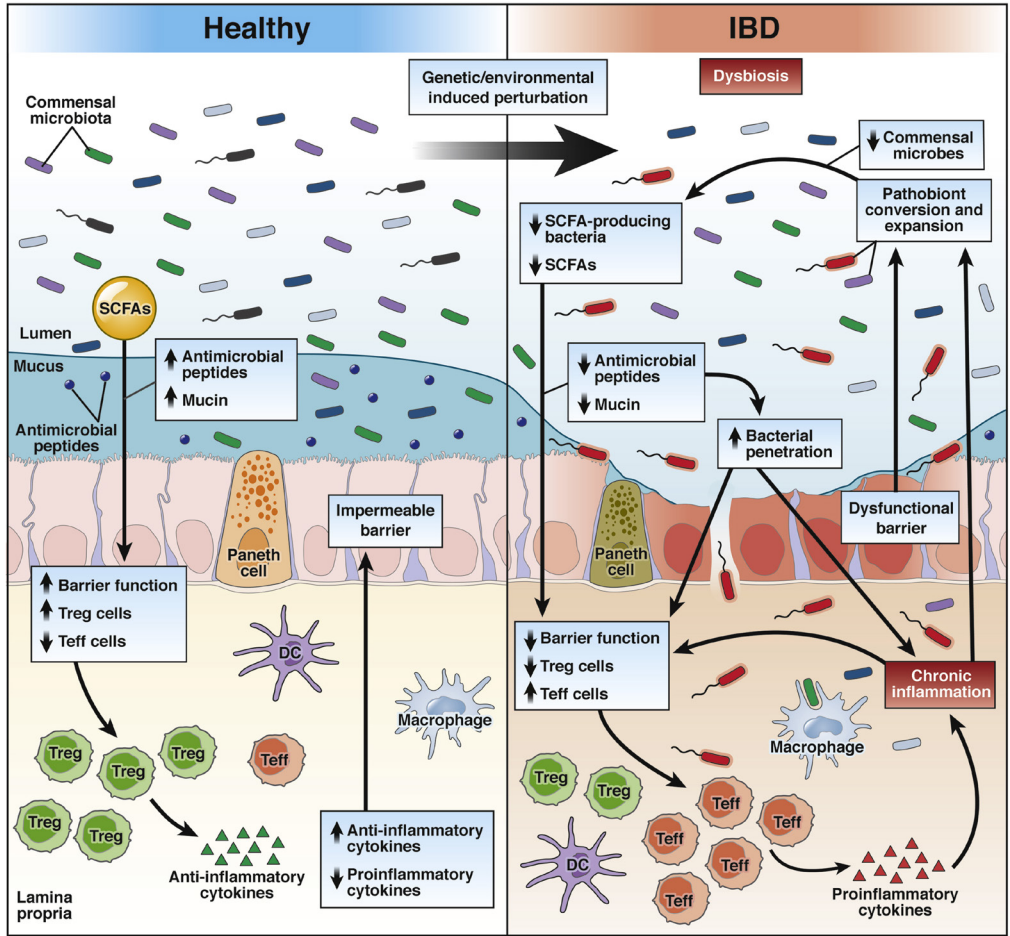 Healthy
IBD
Genetic/environmental
induced perturbation
Dysbiosis
Commensal
microbiota
SCFAs
Lumen
Mucus
Antimicrobial
peptides
↑ Antimicrobial
peptides
↑ Mucin
Paneth
cell
Impermeable
barrier
↑ Barrier function
↑ Treg cells
↓ Teff cells
DC
Macrophage
Treg
Treg
Treg
Treg
Treg
Teff
Anti-inflammatory
cytokines
↑ Anti-inflammatory
cytokines
↓ Proinflammatory
cytokines
Lamina
propria
↓ Commensal
microbes
Pathobiont
conversion and
expansion
↓ SCFA-producing
bacteria
↓ SCFAs
↓ Antimicrobial
peptides
↓ Mucin
↑ Bacterial
penetration
Dysfunctional
barrier
Paneth
cell
↓ Barrier function
↓ Treg cells
↑ Teff cells
Chronic
inflammation
Macrophage
Treg
Treg
DC
Teff
Teff
Teff
Teff
Teff
Proinflammatory
cytokines